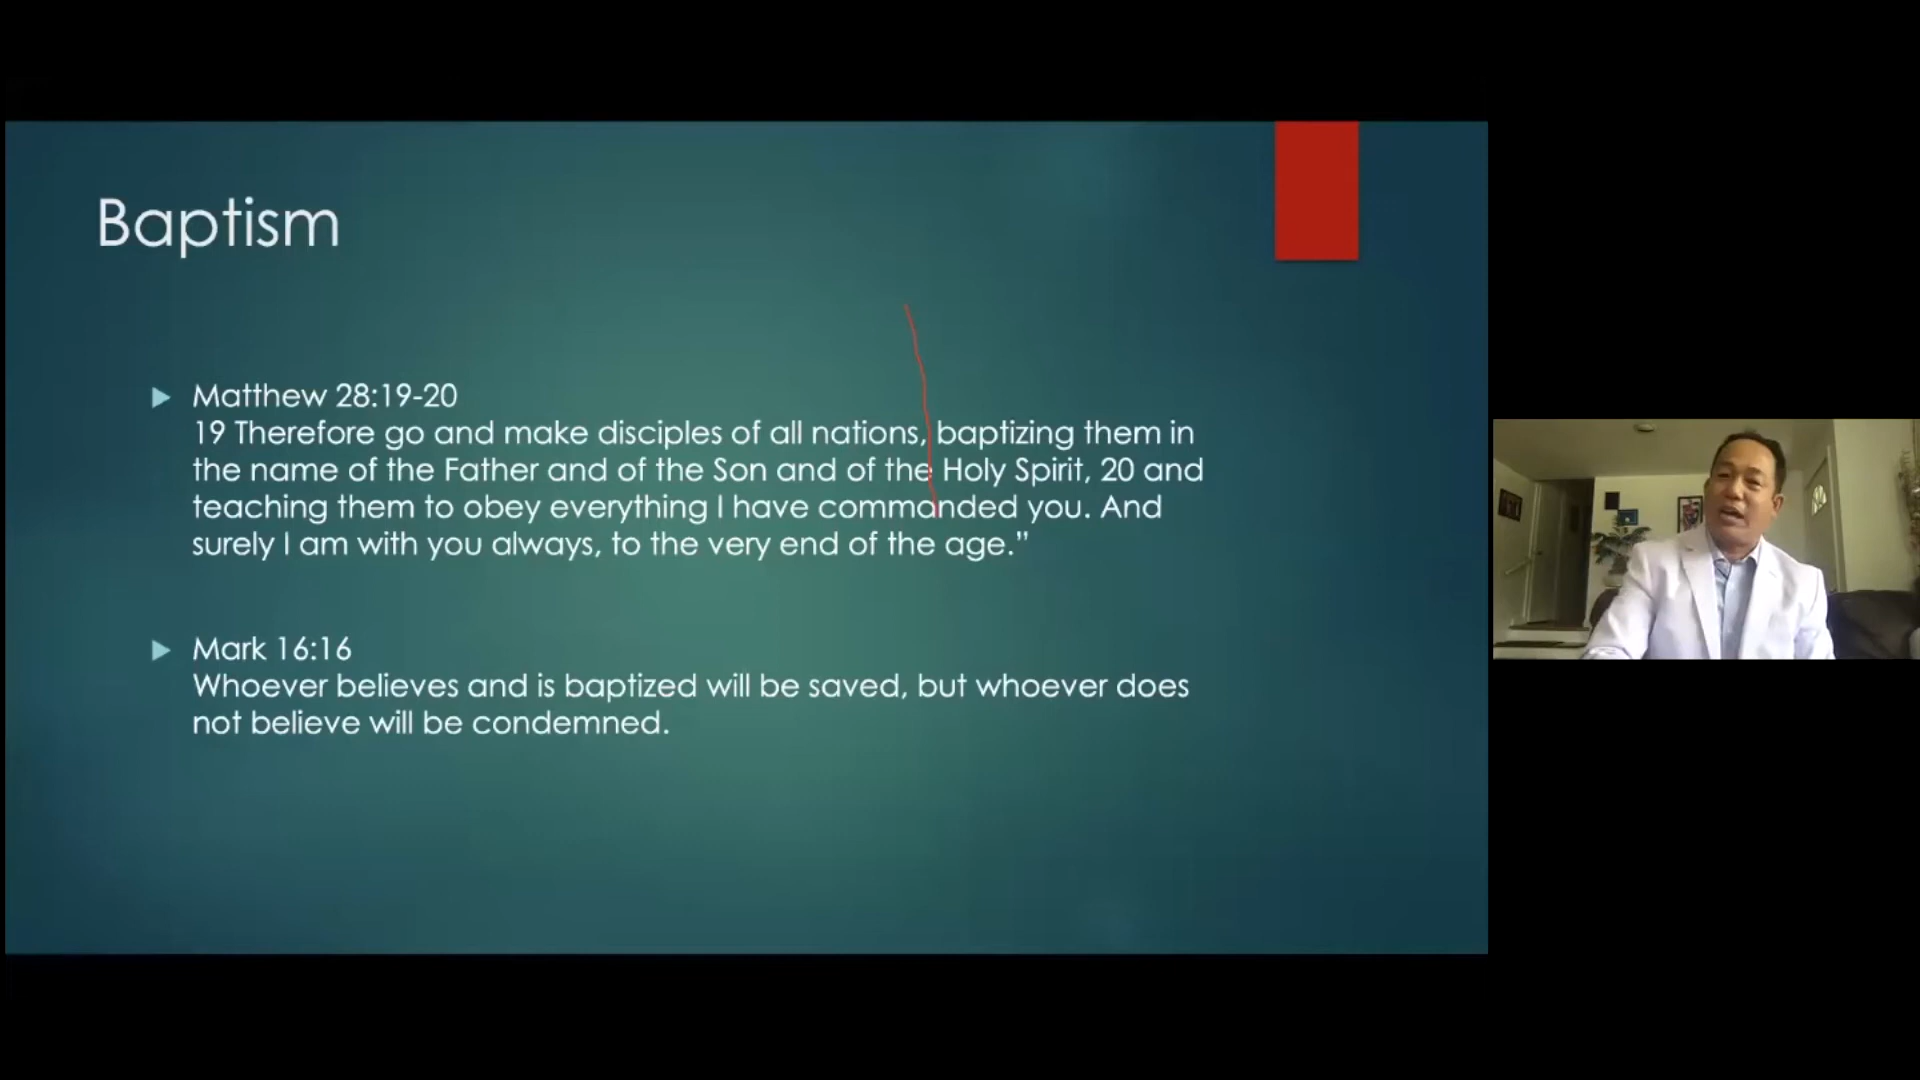 Baptism
Matthew 28:19-20
19 Therefore go and make disciples of all nations, baptizing them in
the name of the Father and of the Son and of the Holy Spirit, 20 and
teaching them to obey everything I have commanded you. And
surely I am with you always, to the very end of the age.”
Mark 16:16
Whoever believes and is baptized will be saved, but whoever does
not believe will be condemned.